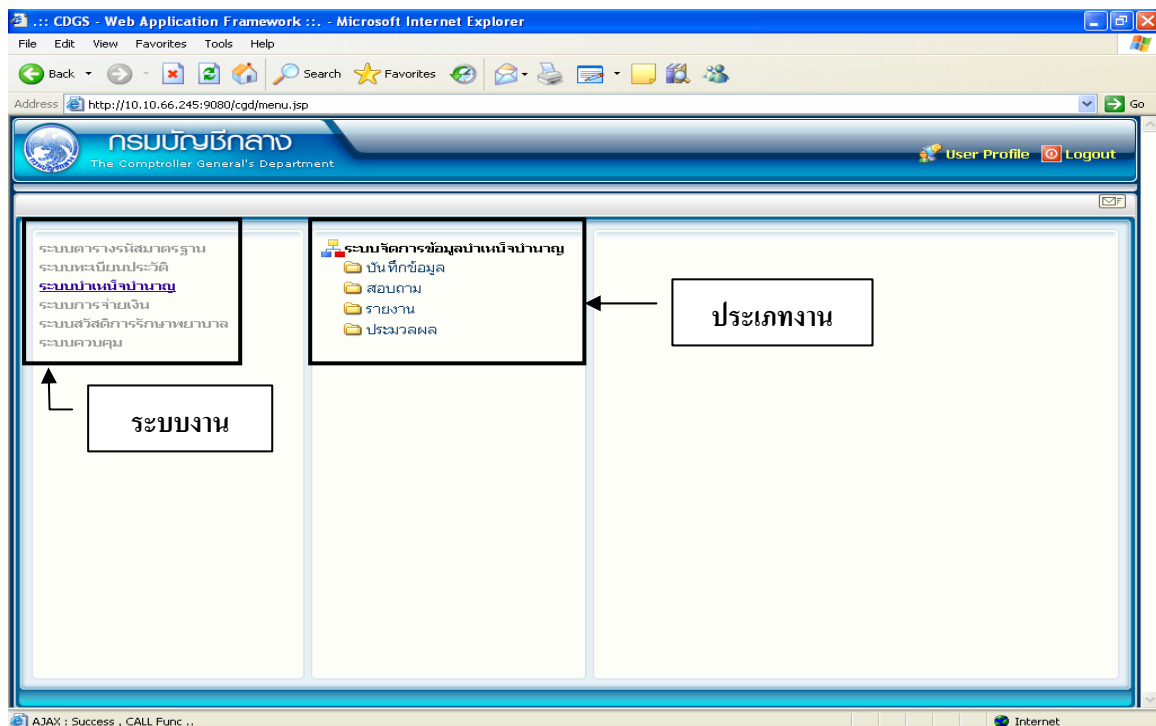 .:: CDGS - Web Application Framework ::. - Microsoft Internet Explorer
File Edit View Favorites Tools Help
Back Search Favorites
Address http://10.10.66.245:9080/cgd/menu.jsp Go
กรมบัญชีกลาง
The Comptroller General's Department
User Profile Logout
ระบบตารางรหัสมาตรฐาน
ระบบทะเบียนประวัติ
ระบบบำเหน็จบำนาญ
ระบบการจ่ายเงิน
ระบบสวัสดิการรักษาพยาบาล
ระบบควบคุม
ระบบจัดการข้อมูลบำเหน็จบำนาญ
บันทึกข้อมูล
สอบถาม
รายงาน
ประมวลผล
ประเภทงาน
ระบบงาน
AJAX : Success , CALL Func .. Internet